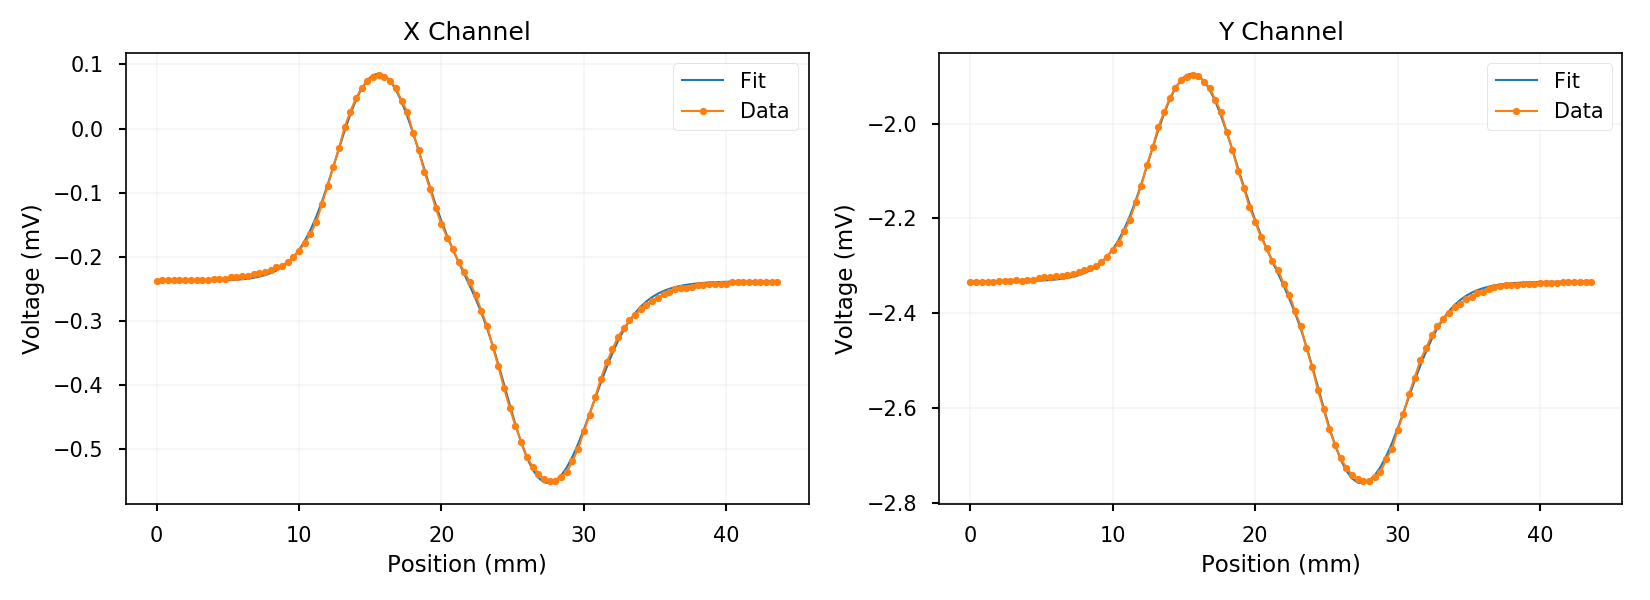 X Channel
Voltage (mV)
0.1
0.0
−0.1
−0.2
−0.3
−0.4
−0.5
Fit
Data
0
10
20
30
40
Position (mm)
Y Channel
Voltage (mV)
−2.0
−2.2
−2.4
−2.6
−2.8
Fit
Data
0
10
20
30
40
Position (mm)